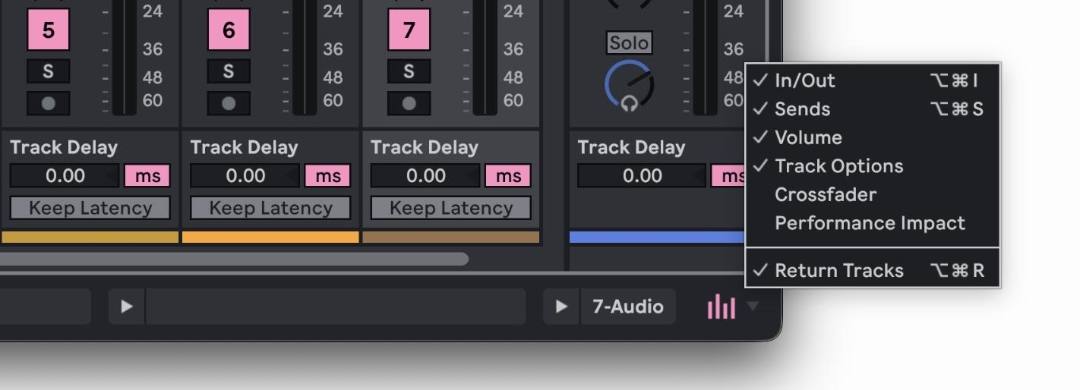 24 24 24 24
5 6 7
36 36 36 36
Solo
S S S
48 48 48 48
60 60 60 60
Track Delay Track Delay Track Delay Track Delay
0.00 ms 0.00 ms 0.00 ms 0.00 ms
Keep Latency Keep Latency Keep Latency
In/Out ⌥⌘I
Sends ⌥⌘S
Volume
Track Options
Crossfader
Performance Impact
Return Tracks ⌥⌘R
7-Audio